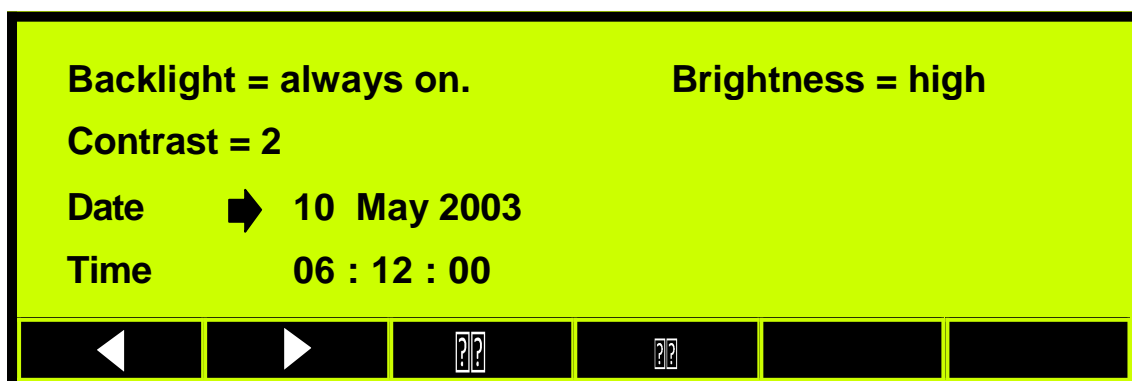 Backlight = always on. Brightness = high
Contrast = 2
Date 10 May 2003
Time 06 : 12 : 00